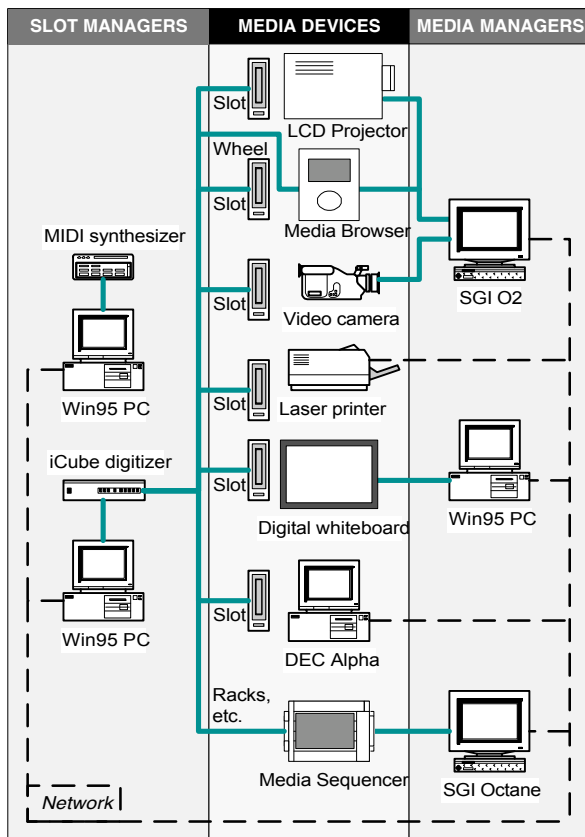 SLOT MANAGERS
MEDIA DEVICES
MEDIA MANAGERS
Slot
LCD Projector
Wheel
Slot
Media Browser
MIDI synthesizer
SGI O2
Slot
Video camera
Win95 PC
Slot
Laser printer
iCube digitizer
Slot
Digital whiteboard
Win95 PC
Win95 PC
Slot
DEC Alpha
Racks,
etc.
Media Sequencer
SGI Octane
Network